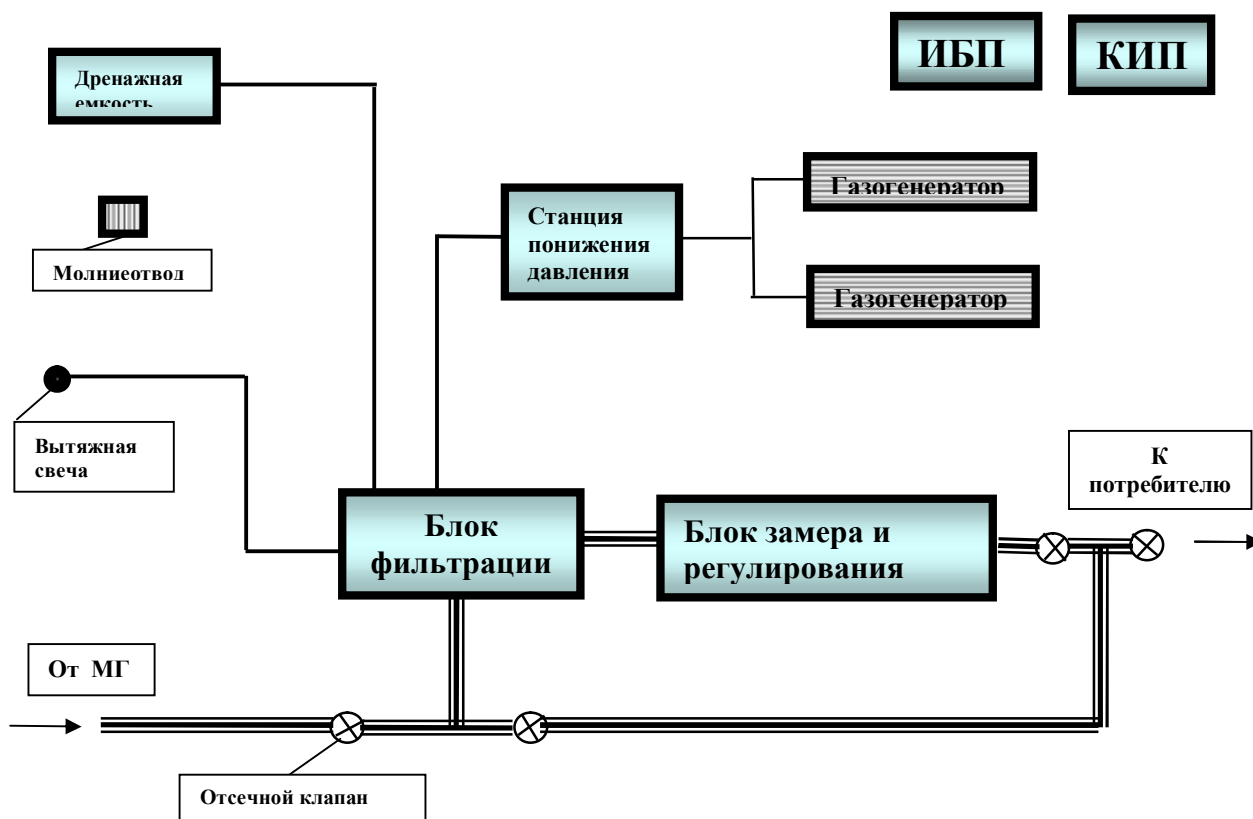 ИБП
КИП
Дренажная
емкость
Газогенератор
Станция
понижения
давления
Молниеотвод
Газогенератор
Вытяжная
свеча
К
потребителю
Блок
фильтрации
Блок замера и
регулирования
От МГ
Отсечной клапан